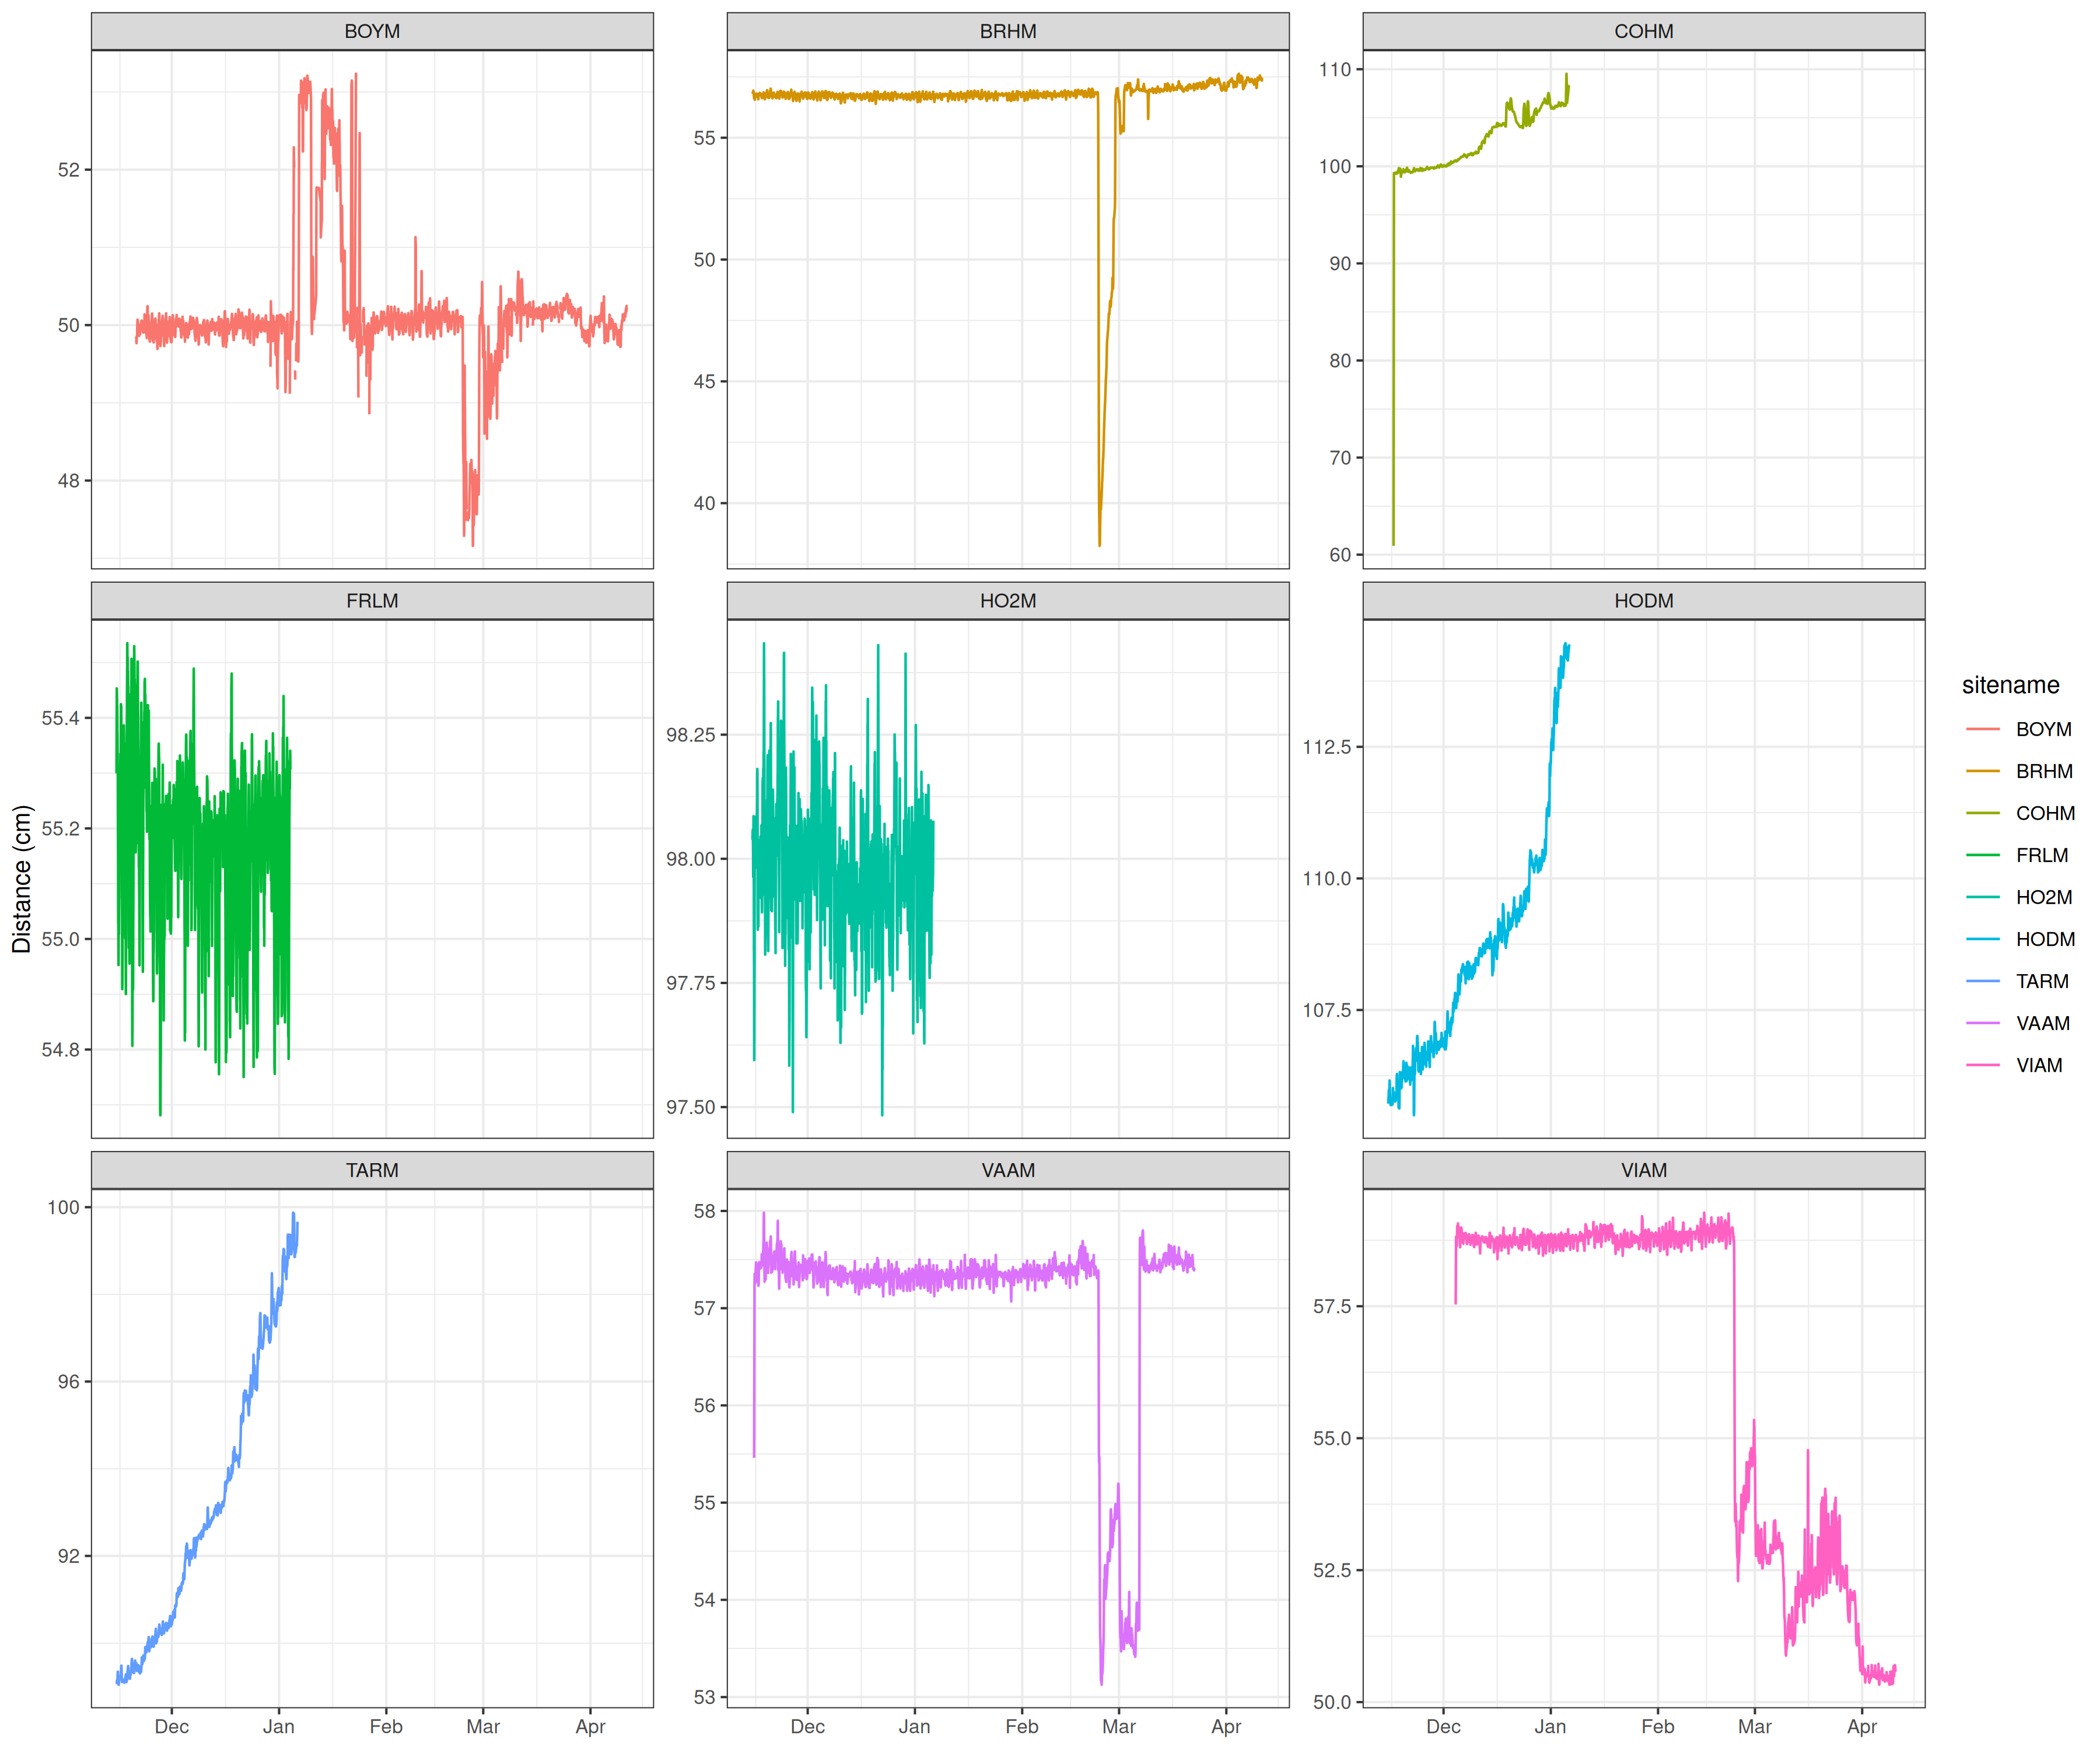 BOYM
BRHM
COHM
52
50
48
55
50
45
40
110
100
90
80
70
60
FRLM
HO2M
HODM
55.4
55.2
55.0
54.8
98.25
98.00
97.75
97.50
112.5
110.0
107.5
TARM
VAAM
VIAM
100
96
92
58
57
56
55
54
53
57.5
55.0
52.5
50.0
Dec Jan Feb Mar Apr
Dec Jan Feb Mar Apr
Dec Jan Feb Mar Apr
Distance (cm)
sitename
BOYM
BRHM
COHM
FRLM
HO2M
HODM
TARM
VAAM
VIAM